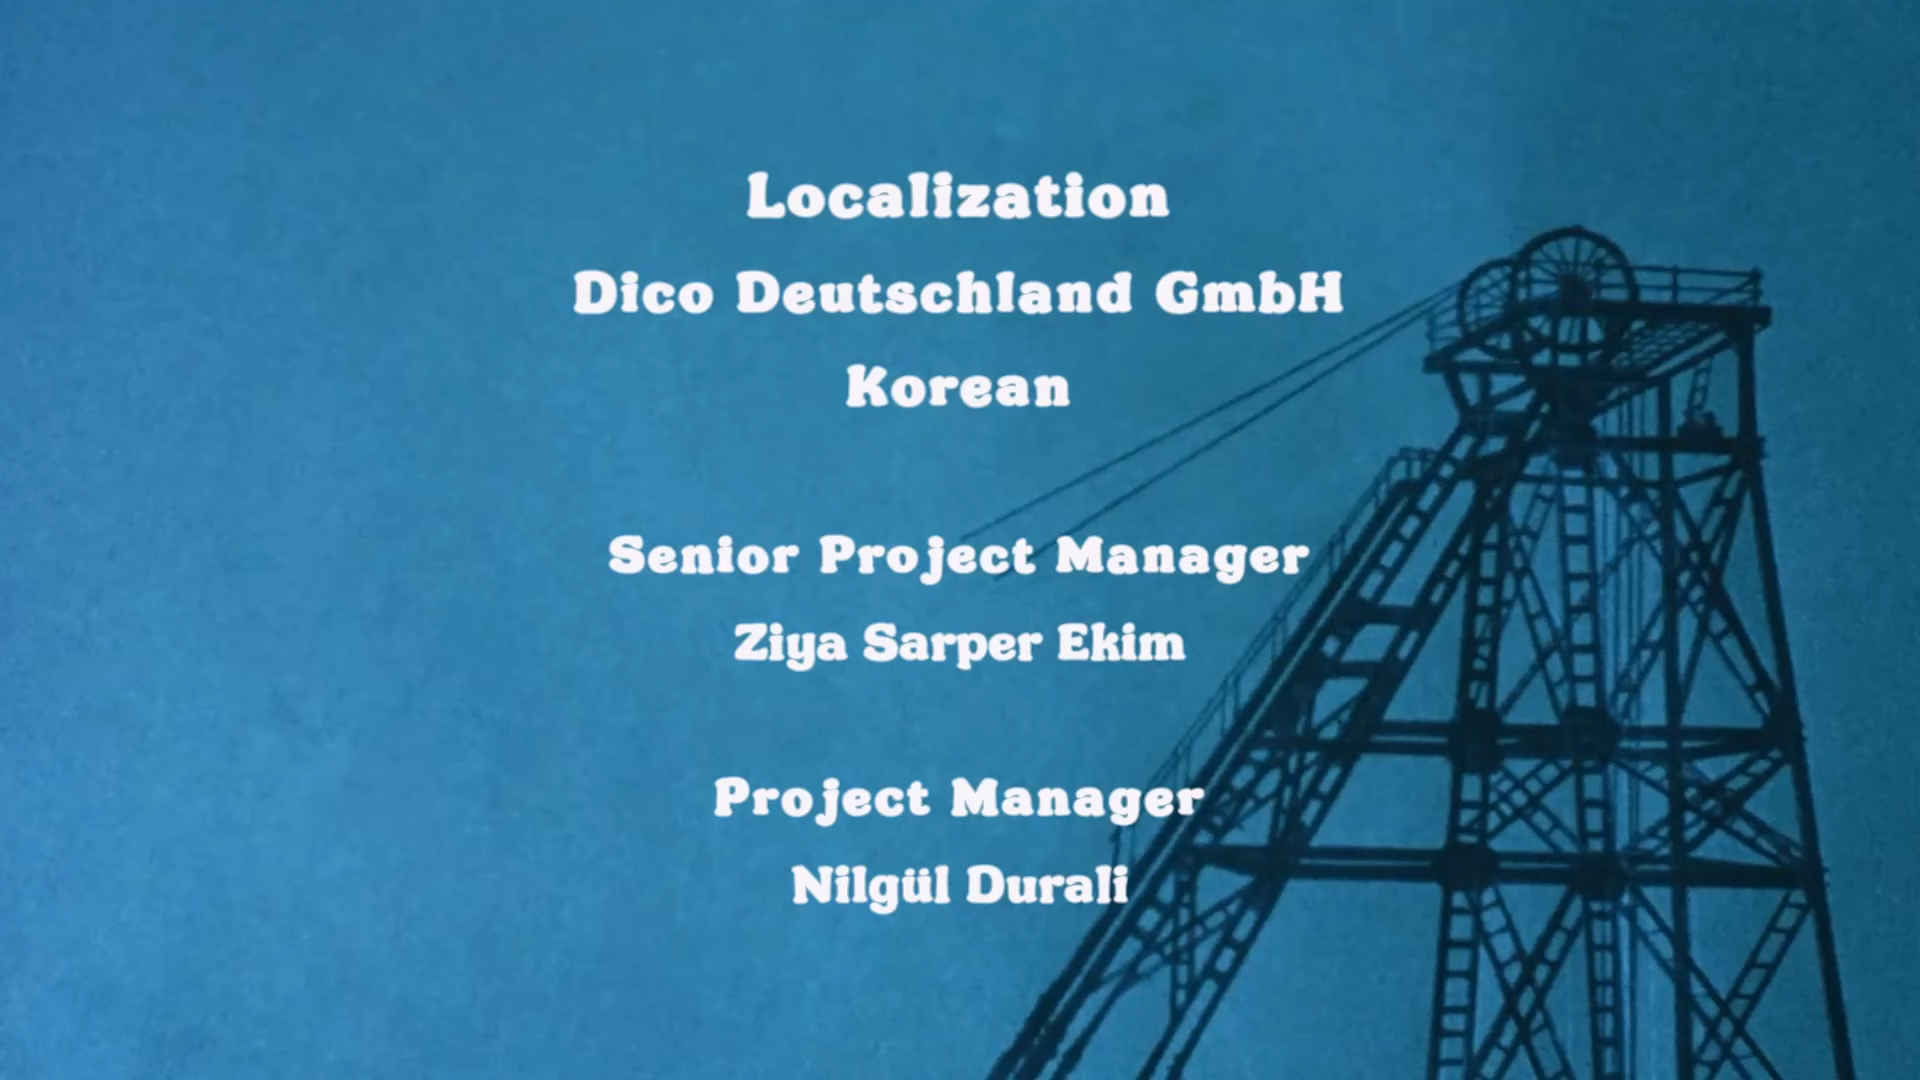 Localization
Dico Deutschland GmbH
Korean
Senior Project Manager
Ziya Sarper Ekim
Project Manager
Nilgül Durali